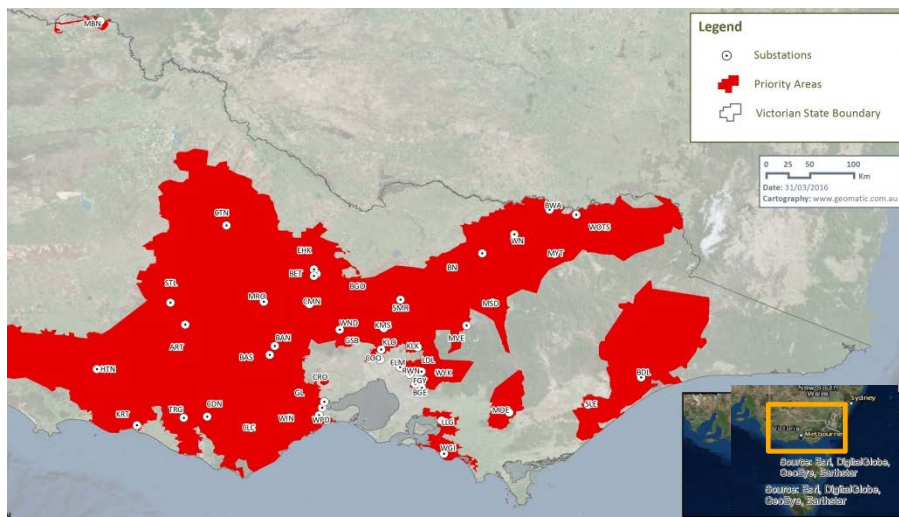 MBN
Legend
Substations
Priority Areas
Victorian State Boundary
0 25 50 100
Km
Date: 31/03/2016
Cartography: www.geomatic.com.au
GTN
BWA
WOTS
WN
MYT
EHK
BET
BN
BGO
STL
MRO
CMN
SMR
MSD
WND
KMS
MVE
GSB
KLO
KLK
ART
BAN
BAS
COO
ELM
LDL
RWN
WYK
FGY
BGE
HTN
CRO
GL
BDL
KRT
TRG
CDN
CLC
WIN
WPD
LLG
MOE
SLE
WGI
New South
Wales
Sydney
Victoria
Melbourne
Source: Esri, DigitalGlobe,
GeoEye, Earthstar
Source: Esri, DigitalGlobe,
GeoEye, Earthstar